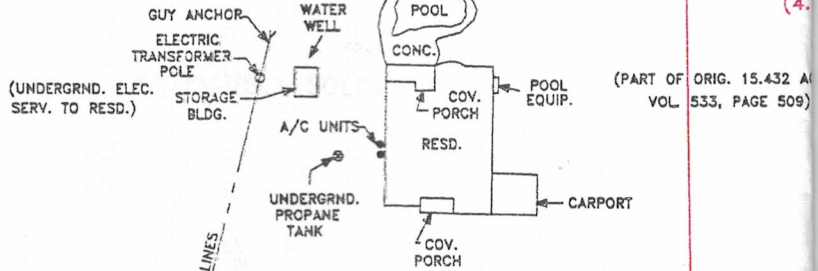 GUY ANCHOR
WATER
WELL
POOL
(4.
ELECTRIC
TRANSFORMER
POLE
CONC.
(UNDERGRND. ELEC.
SERV. TO RESD.)
STORAGE
BLDG.
COV.
PORCH
POOL
EQUIP.
(PART OF ORIG. 15.432 A
VOL. 533, PAGE 509)
A/C UNITS
RESD.
UNDERGRND.
PROPANE
TANK
CARPORT
COV.
PORCH
LINES